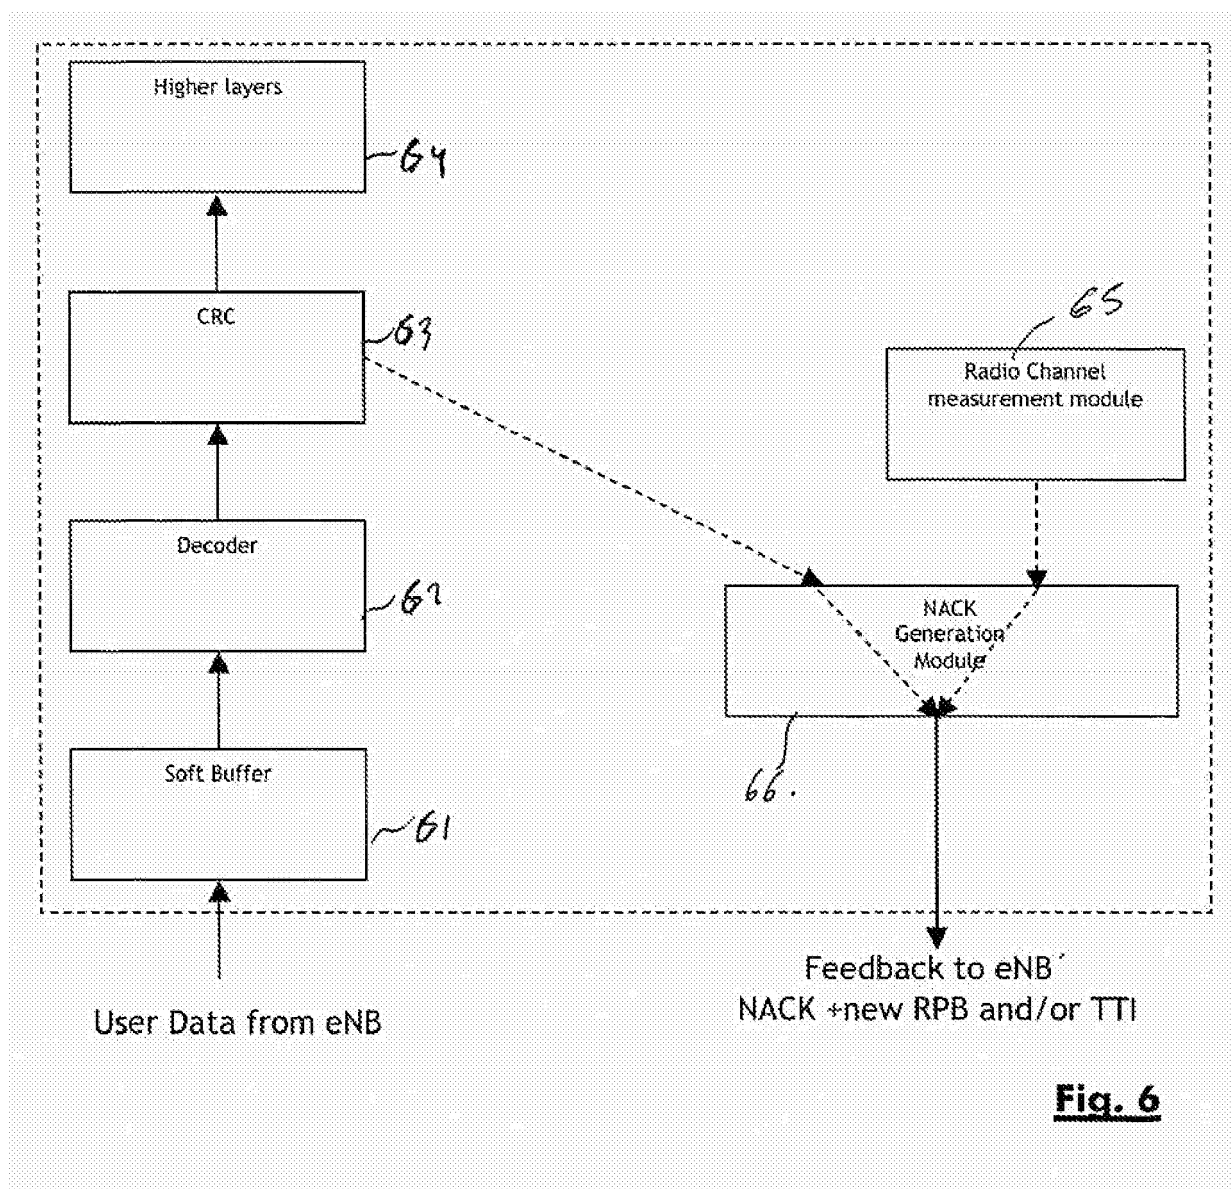 Higher layers
64
CRC
63
65
Radio Channel
measurement module
Decoder
62
NACK
Generation
Module
Soft Buffer
66.
61
Feedback to eNB
NACK +new RPB and/or TTI
User Data from eNB
Fig. 6